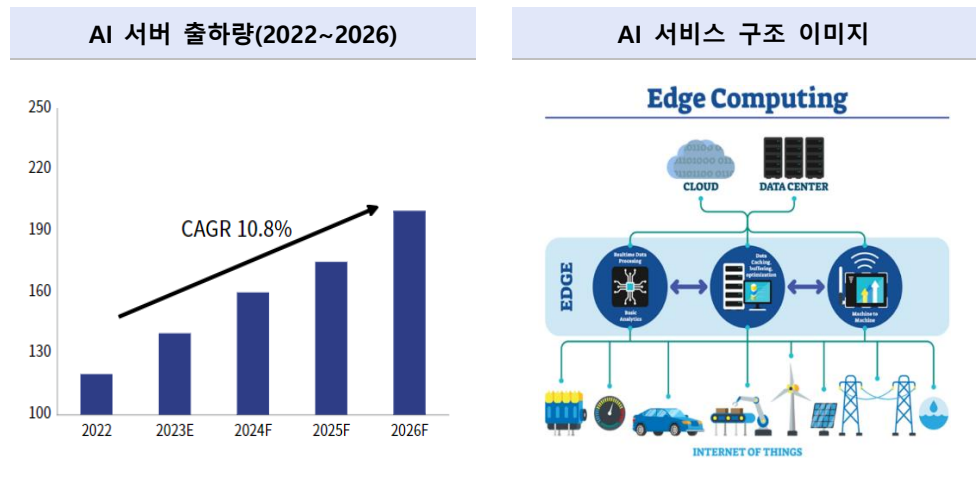 AI 서버 출하량(2022~2026)
250
220
190
160
130
100
CAGR 10.8%
2022
2023E
2024F
2025F
2026F
AI 서비스 구조 이미지
Edge Computing
CLOUD
DATA CENTER
EDGE
Realtime Data
Processing
Basic
Analytics
Data
Caching,
buffering,
optimization
Machine to
Machine
INTERNET OF THINGS